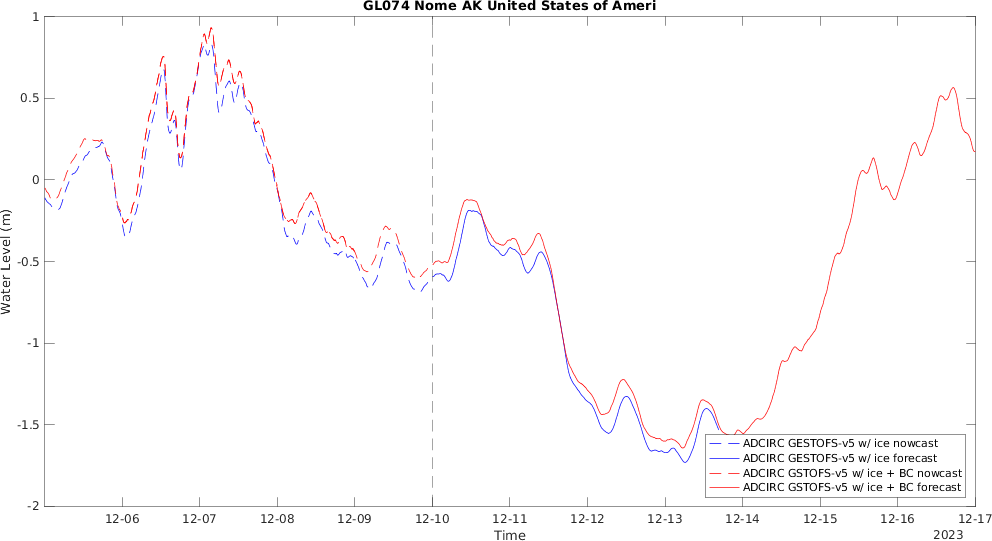 GL074 Nome AK United States of Ameri
1
0.5
0
-0.5
-1
-1.5
-2
Water Level (m)
ADCIRC GESTOFS-v5 w/ ice nowcast
ADCIRC GESTOFS-v5 w/ ice forecast
ADCIRC GSTOFS-v5 w/ ice + BC nowcast
ADCIRC GSTOFS-v5 w/ ice + BC forecast
12-06 12-07 12-08 12-09 12-10 12-11 12-12 12-13 12-14 12-15 12-16 12-17
Time
2023